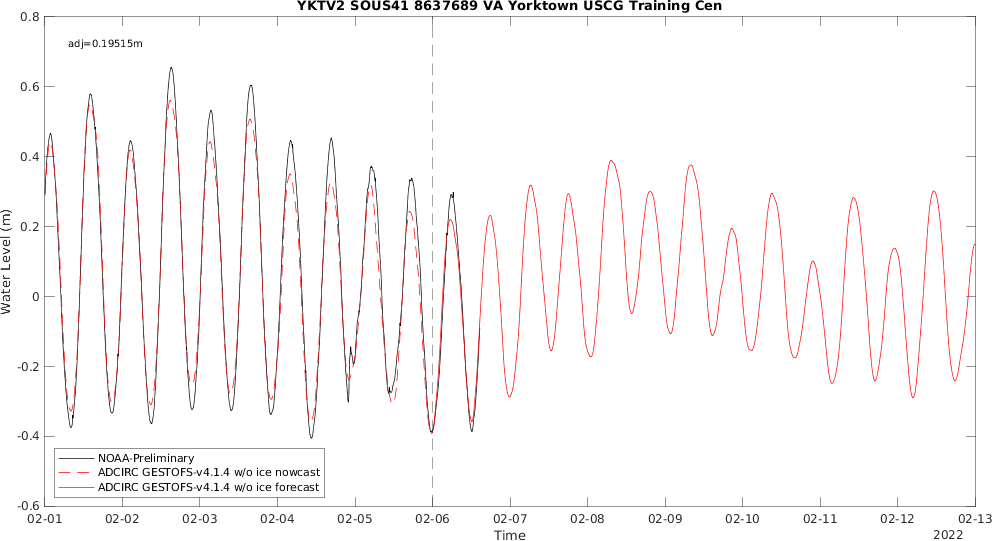 YKTV2 SOUS41 8637689 VA Yorktown USCG Training Cen
adj=0.19515m
0.8
0.6
0.4
0.2
0
-0.2
-0.4
-0.6
Water Level (m)
NOAA-Preliminary
ADCIRC GESTOFS-v4.1.4 w/o ice nowcast
ADCIRC GESTOFS-v4.1.4 w/o ice forecast
02-01 02-02 02-03 02-04 02-05 02-06 02-07 02-08 02-09 02-10 02-11 02-12 02-13
Time
2022